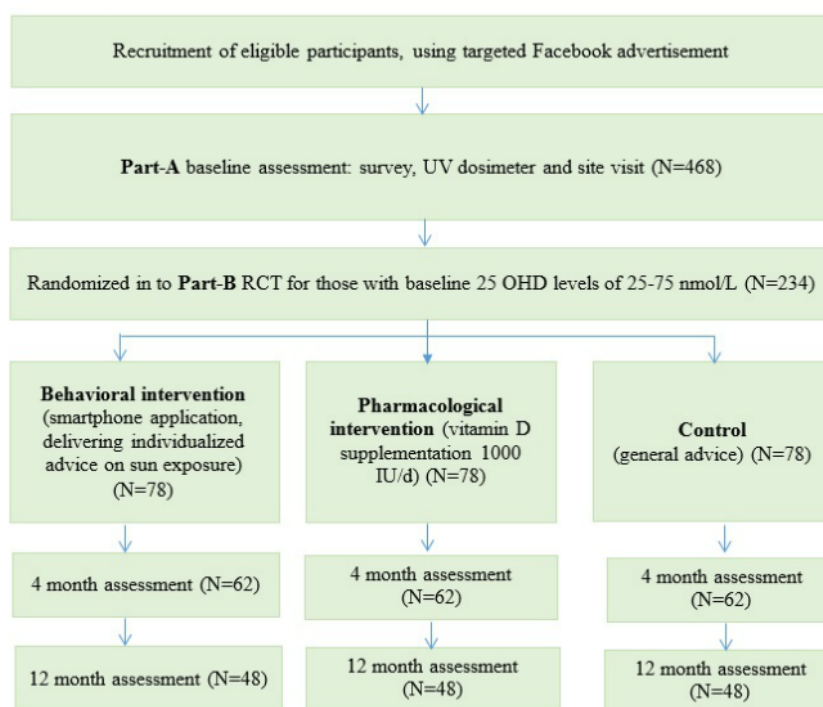 Recruitment of eligible participants, using targeted Facebook advertisement
Part-A baseline assessment: survey, UV dosimeter and site visit (N=468)
Randomized in to Part-B RCT for those with baseline 25 OHD levels of 25-75 nmol/L (N=234)
Behavioral intervention
(smartphone application,
delivering individualized
advice on sun exposure)
(N=78)
Pharmacological
intervention (vitamin D
supplementation 1000
IU/d) (N=78)
Control
(general advice) (N=78)
4 month assessment (N=62)
4 month assessment
(N=62)
4 month assessment
(N=62)
12 month assessment (N=48)
12 month assessment
(N=48)
12 month assessment
(N=48)